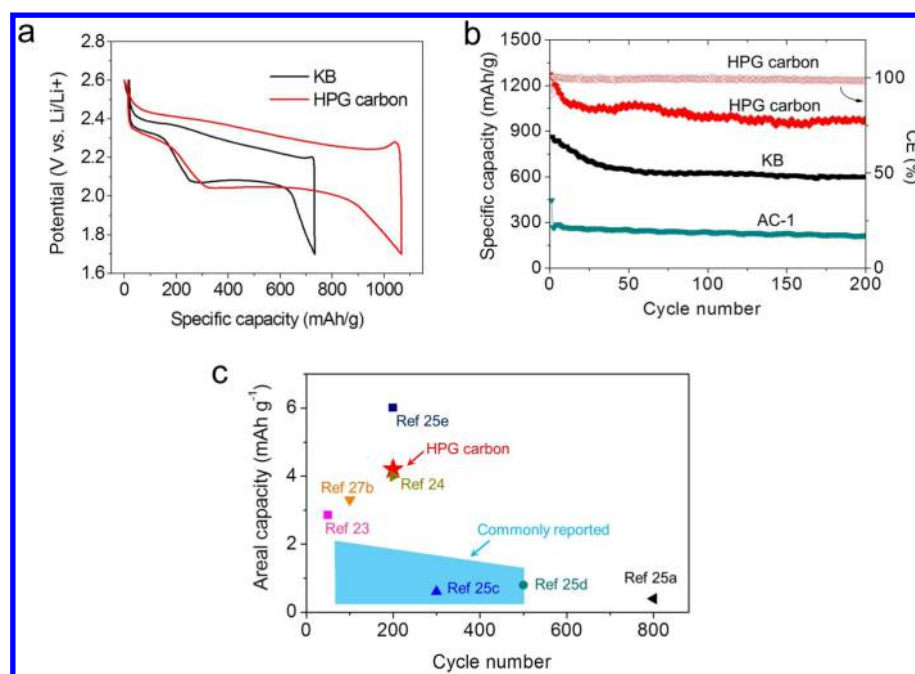 a
2.8
2.6
2.4
2.2
2.0
1.8
1.6
Potential (V vs. Li/Li+)
KB
HPG carbon
0 200 400 600 800 1000
Specific capacity (mAh/g)
b
1500
1200
900
600
300
0
Specific capacity (mAh/g)
HPG carbon
HPG carbon
KB
AC-1
100
50
0
CE (%)
0 50 100 150 200
Cycle number
c
6
4
2
0
Areal capacity (mAh g⁻¹)
Ref 25e
HPG carbon
Ref 27b
Ref 24
Ref 23
Commonly reported
Ref 25c
Ref 25d
Ref 25a
0 200 400 600 800
Cycle number